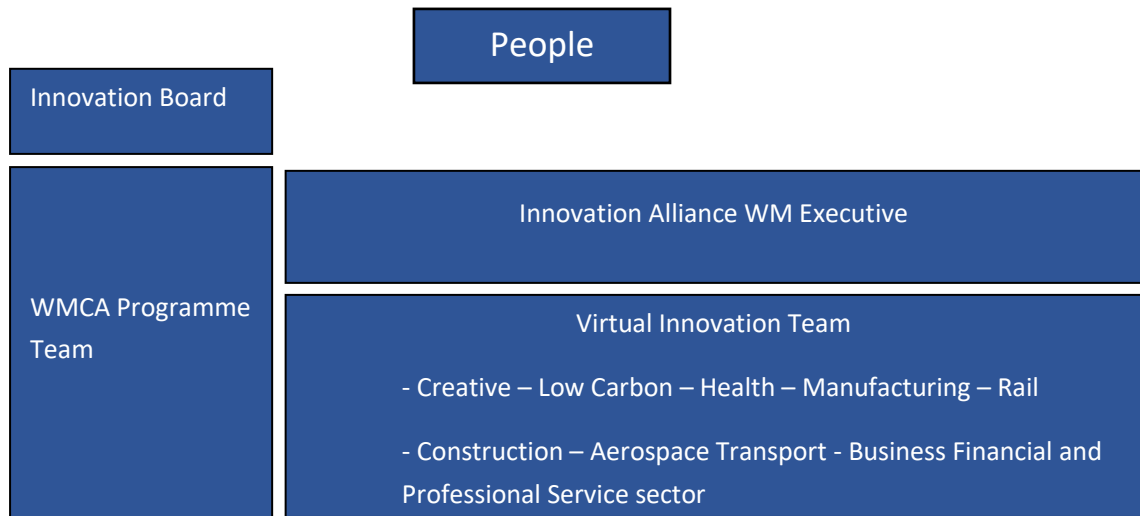 People
Innovation Board
WMCA Programme
Team
Innovation Alliance WM Executive
Virtual Innovation Team
- Creative – Low Carbon – Health – Manufacturing – Rail
- Construction – Aerospace Transport - Business Financial and
Professional Service sector